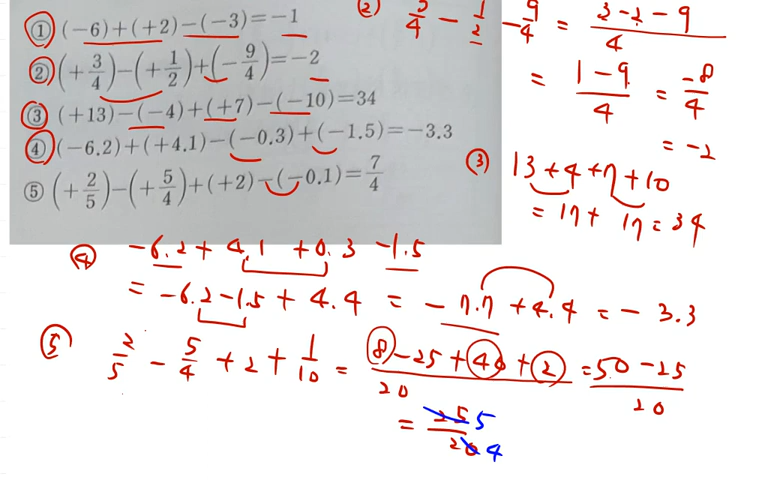 ① (−6)+(+2)−(−3)=−1
② (+3/4)−(+1/2)+(−9/4)=−2
③ (+13)−(−4)+(+7)−(−10)=34
④ (−6.2)+(+4.1)−(−0.3)+(−1.5)=−3.3
⑤ (+2/5)−(+5/4)+(+2)−(−0.1)=7/4
② 3/4 − 1/2 − 9/4 = (3−2−9)/4
= (1−9)/4 = −8/4
= −2
③ 13+4+7+10
= 17+ 17 = 34
④ −6.2 + 4.1 + 0.3 −1.5
= −6.2 −1.5 + 4.4 = −7.7 + 4.4 = −3.3
⑤ 2/5 − 5/4 + 2 + 1/10 = (8−25+40+2)/20 = (50−25)/20
= 25/20 5/4